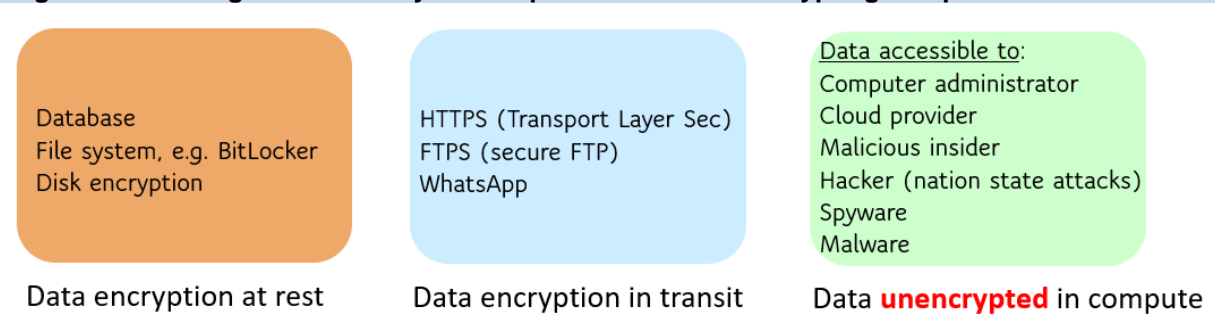 Database
File system, e.g. BitLocker
Disk encryption
Data encryption at rest
HTTPS (Transport Layer Sec)
FTPS (secure FTP)
WhatsApp
Data encryption in transit
Data accessible to:
Computer administrator
Cloud provider
Malicious insider
Hacker (nation state attacks)
Spyware
Malware
Data unencrypted in compute